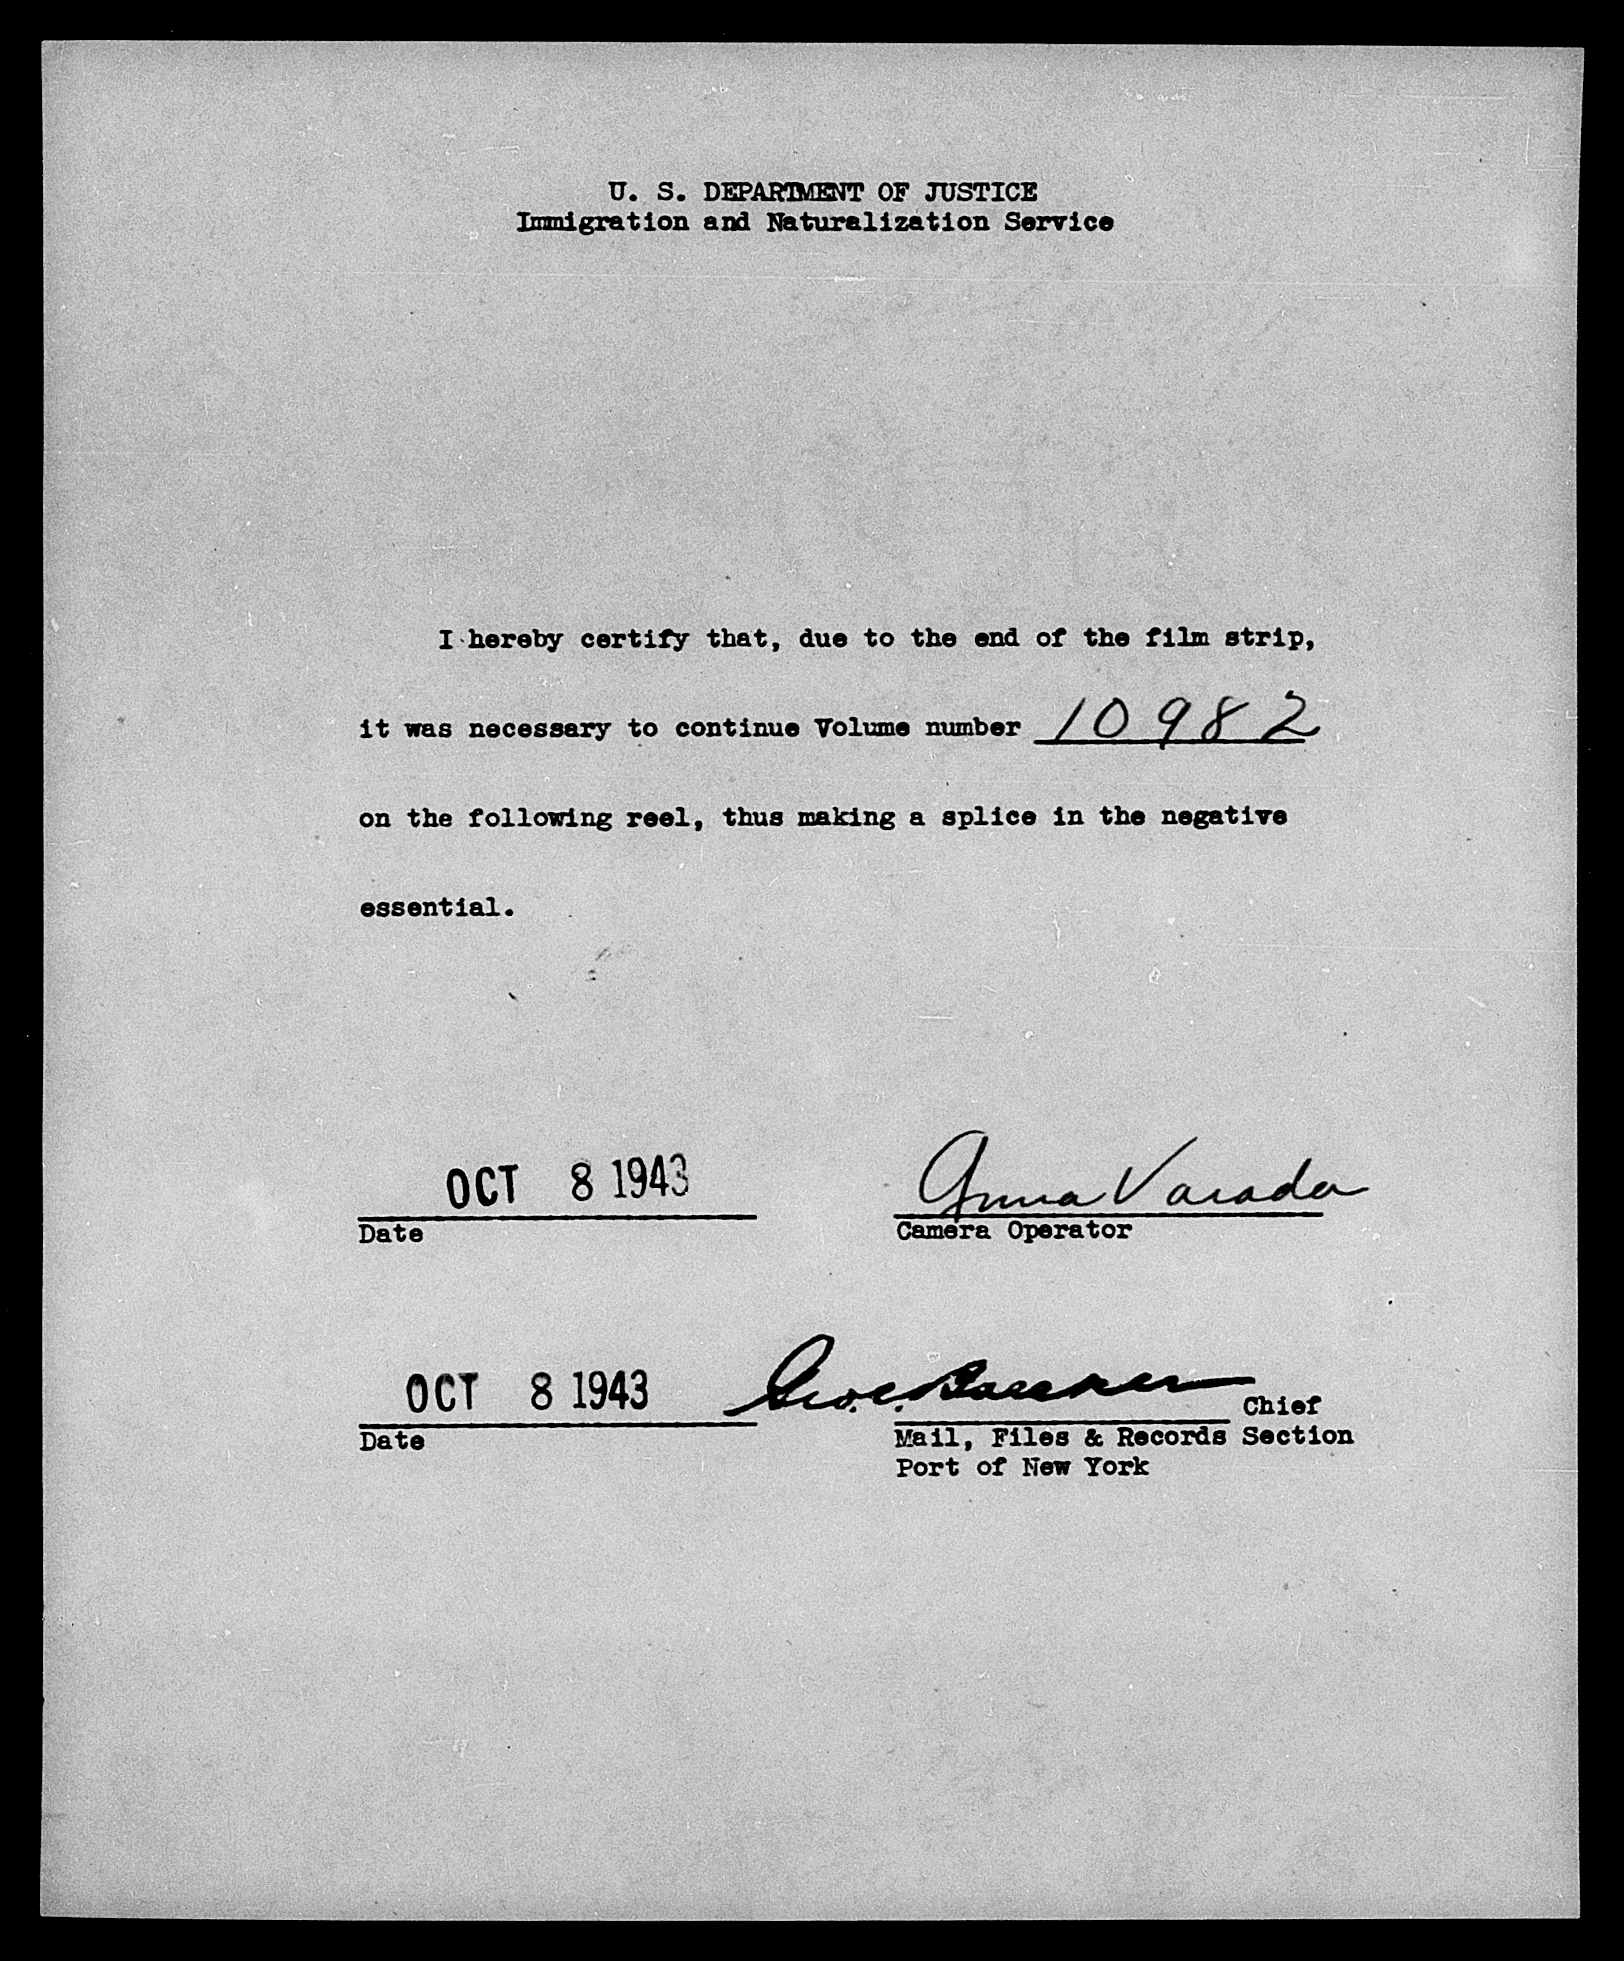 U. S. DEPARTMENT OF JUSTICE
Immigration and Naturalization Service
I hereby certify that, due to the end of the film strip,
it was necessary to continue Volume number 10982
on the following reel, thus making a splice in the negative
essential.
OCT 8 1943
Anna Varada
Date
Camera Operator
OCT 8 1943
Chief
Date
Mail, Files & Records Section
Port of New York